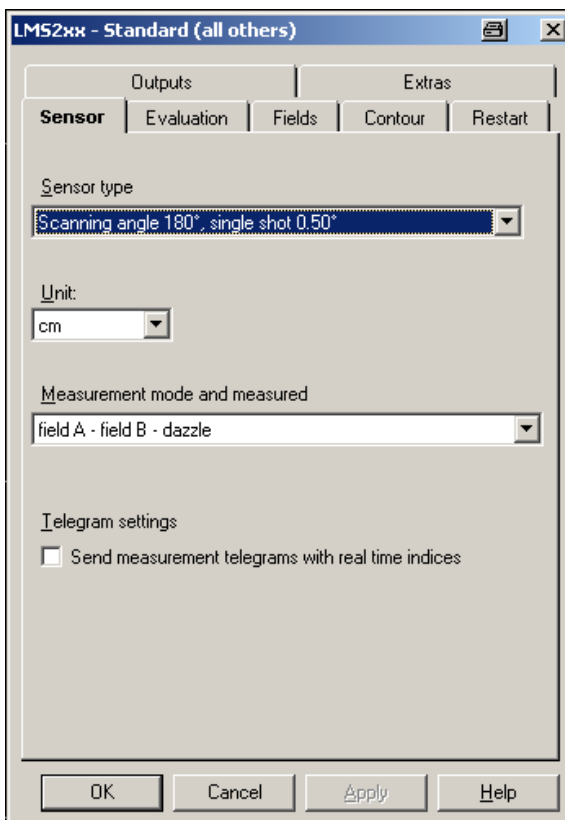 LMS2xx - Standard (all others)
Outputs Extras
Sensor Evaluation Fields Contour Restart
Sensor type
Scanning angle 180°, single shot 0.50°
Unit:
cm
Measurement mode and measured
field A - field B - dazzle
Telegram settings
Send measurement telegrams with real time indices
OK Cancel Apply Help